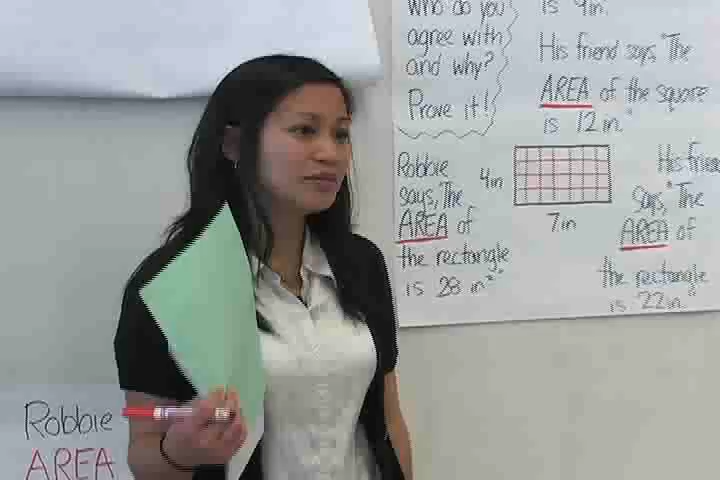 Who do you
agree with
and why?
Prove it!
is 9in.
His friend says, "The
AREA of the square
is 12 in."
Robbie
says, "The
AREA of
the rectangle
is 28 in²."
4in
7in
His friend
says, "The
AREA of
the rectangle
is 22in."
Robbie
AREA